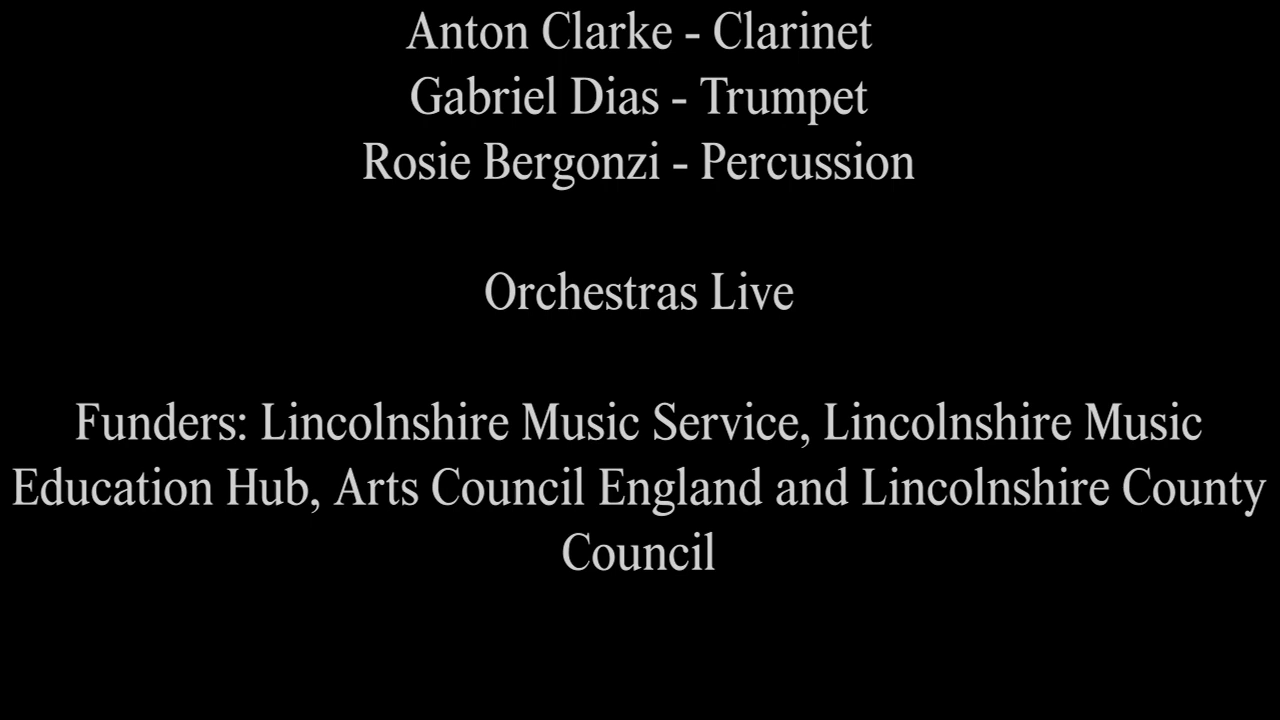 Anton Clarke - Clarinet
Gabriel Dias - Trumpet
Rosie Bergonzi - Percussion
Orchestras Live
Funders: Lincolnshire Music Service, Lincolnshire Music
Education Hub, Arts Council England and Lincolnshire County
Council